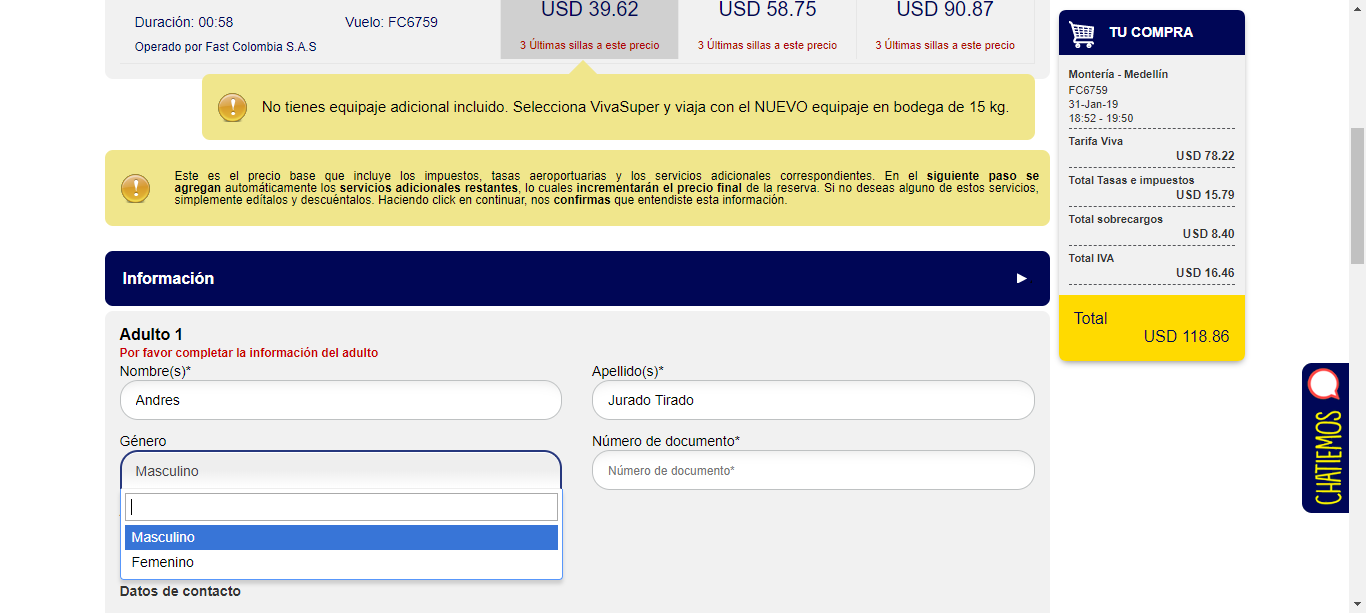 USD 39.62
USD 58.75
USD 90.87
Duración: 00:58
Vuelo: FC6759
Operado por Fast Colombia S.A.S
3 Últimas sillas a este precio
3 Últimas sillas a este precio
3 Últimas sillas a este precio
No tienes equipaje adicional incluido. Selecciona VivaSuper y viaja con el NUEVO equipaje en bodega de 15 kg.
Este es el precio base que incluye los impuestos, tasas aeroportuarias y los servicios adicionales correspondientes. En el siguiente paso se
agregan automáticamente los servicios adicionales restantes, lo cuales incrementarán el precio final de la reserva. Si no deseas alguno de estos servicios,
simplemente edítalos y descuéntalos. Haciendo click en continuar, nos confirmas que entendiste esta información.
Información
Adulto 1
Por favor completar la información del adulto
Nombre(s)*
Apellido(s)*
Andres
Jurado Tirado
Género
Número de documento*
Masculino
Número de documento*
Masculino
Femenino
Datos de contacto
TU COMPRA
Montería - Medellín
FC6759
31-Jan-19
18:52 - 19:50
Tarifa Viva
USD 78.22
Total Tasas e impuestos
USD 15.79
Total sobrecargos
USD 8.40
Total IVA
USD 16.46
Total
USD 118.86
CHATIEMOS